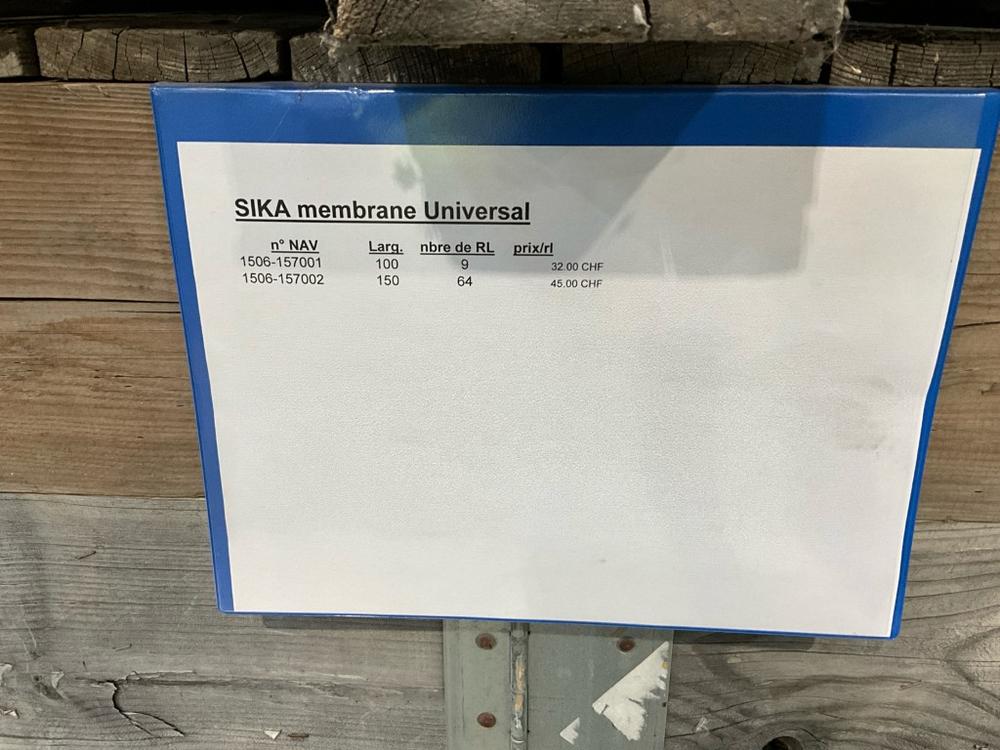 SIKA membrane Universal
n° NAV Larg. nbre de RL prix/rl
1506-157001 100 9 32.00 CHF
1506-157002 150 64 45.00 CHF